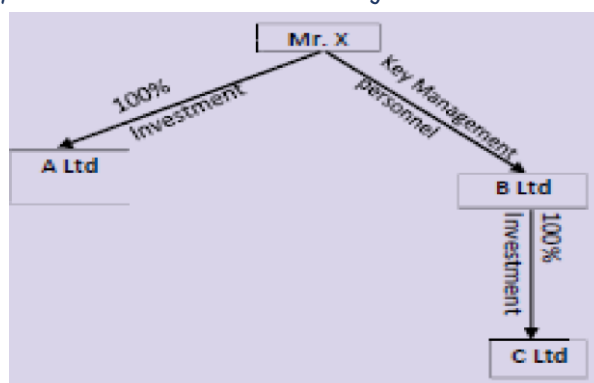 Mr. X
100%
Investment
Key Management
personnel
A Ltd
B Ltd
100%
Investment
C Ltd